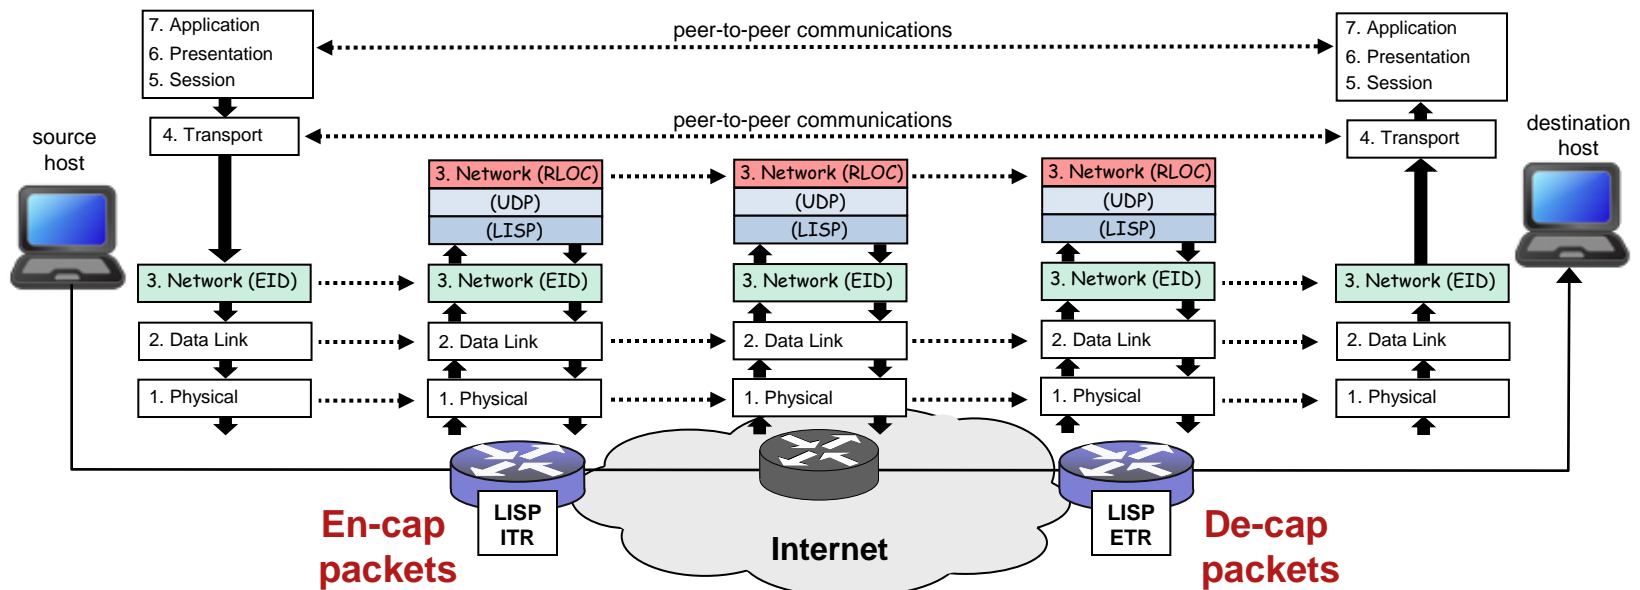 7. Application
6. Presentation
5. Session
peer-to-peer communications
7. Application
6. Presentation
5. Session
source
host
4. Transport
peer-to-peer communications
4. Transport
destination
host
3. Network (RLOC)
(UDP)
(LISP)
3. Network (RLOC)
(UDP)
(LISP)
3. Network (RLOC)
(UDP)
(LISP)
3. Network (EID)
3. Network (EID)
3. Network (EID)
3. Network (EID)
3. Network (EID)
2. Data Link
2. Data Link
2. Data Link
2. Data Link
2. Data Link
1. Physical
1. Physical
1. Physical
1. Physical
1. Physical
En-cap
packets
LISP
ITR
Internet
LISP
ETR
De-cap
packets